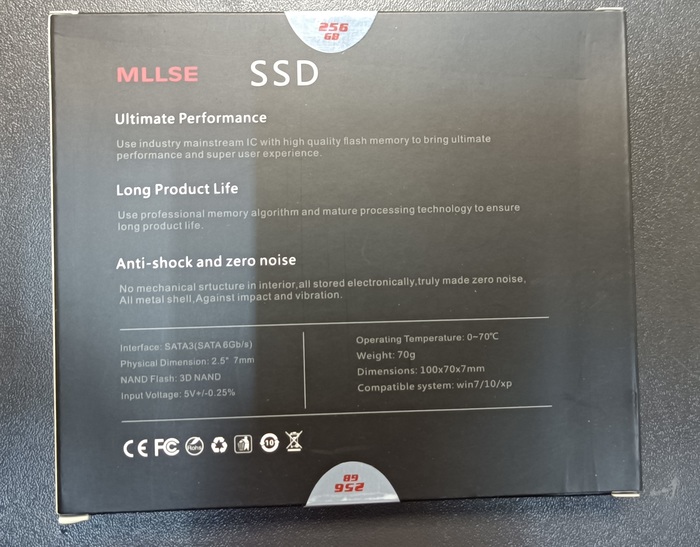 256
GB
MLLSE SSD
Ultimate Performance
Use industry mainstream IC with high quality flash memory to bring ultimate
performance and super user experience.
Long Product Life
Use professional memory algorithm and mature processing technology to ensure
long product life.
Anti-shock and zero noise
No mechanical srtucture in interior,all stored electronically,truly made zero noise,
All metal shell,Against impact and vibration.
Interface: SATA3(SATA 6Gb/s)
Physical Dimension: 2.5" 7mm
NAND Flash: 3D NAND
Input Voltage: 5V+/-0.25%
Operating Temperature: 0~70℃
Weight: 70g
Dimensions: 100x70x7mm
Compatible system: win7/10/xp
CE FC RoHs 10
256
GB